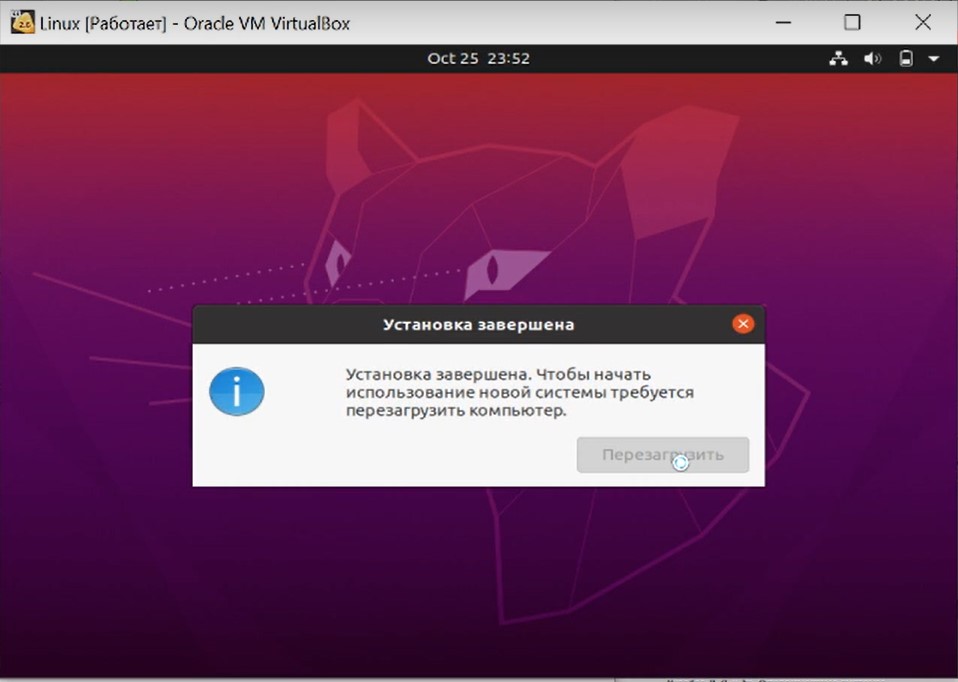 Linux [Работает] - Oracle VM VirtualBox
Oct 25 23:52
Установка завершена
Установка завершена. Чтобы начать
использование новой системы требуется
перезагрузить компьютер.
Перезагрузить